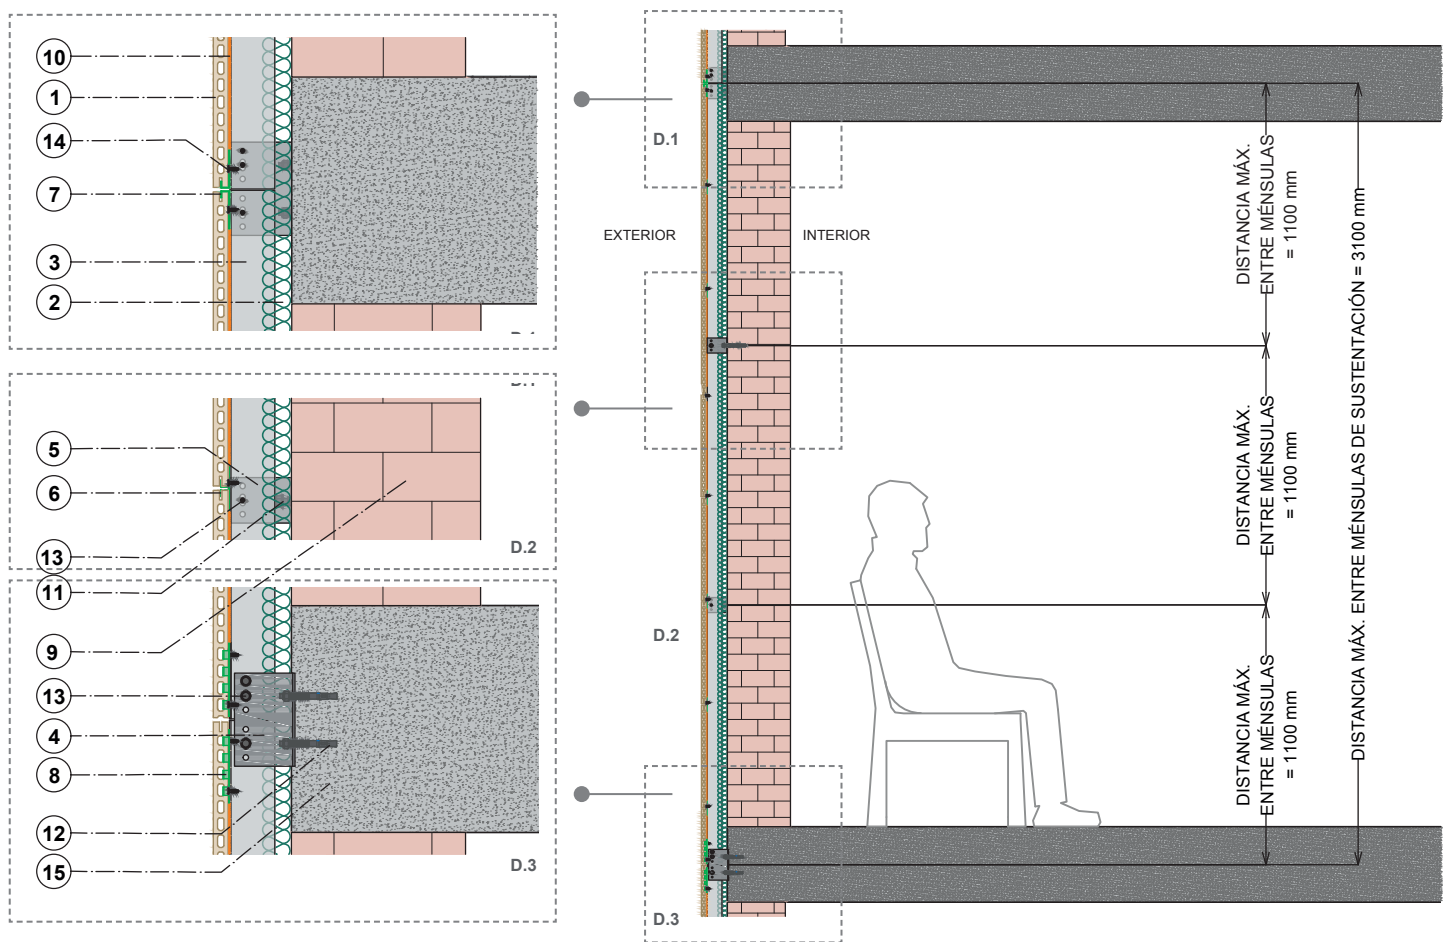 10
1
14
7
3
2
D.1
D.1
5
6
13
11
D.2
9
13
4
8
12
15
D.3
D.1
EXTERIOR
INTERIOR
D.2
D.3
DISTANCIA MÁX.
ENTRE MÉNSULAS
= 1100 mm
DISTANCIA MÁX.
ENTRE MÉNSULAS
= 1100 mm
DISTANCIA MÁX.
ENTRE MÉNSULAS
= 1100 mm
DISTANCIA MÁX. ENTRE MÉNSULAS DE SUSTENTACIÓN = 3100 mm